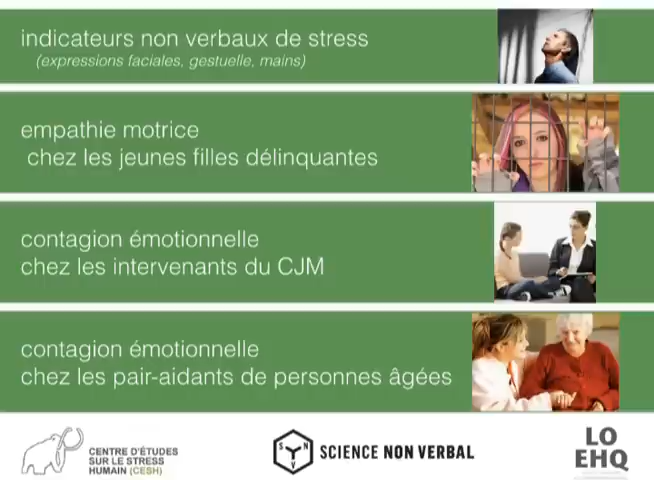 indicateurs non verbaux de stress
(expressions faciales, gestuelle, mains)
empathie motrice
chez les jeunes filles délinquantes
contagion émotionnelle
chez les intervenants du CJM
contagion émotionnelle
chez les pair-aidants de personnes âgées
CENTRE D'ÉTUDES
SUR LE STRESS
HUMAIN (CESH)
S N
V
SCIENCE NON VERBAL
LO
EHQ